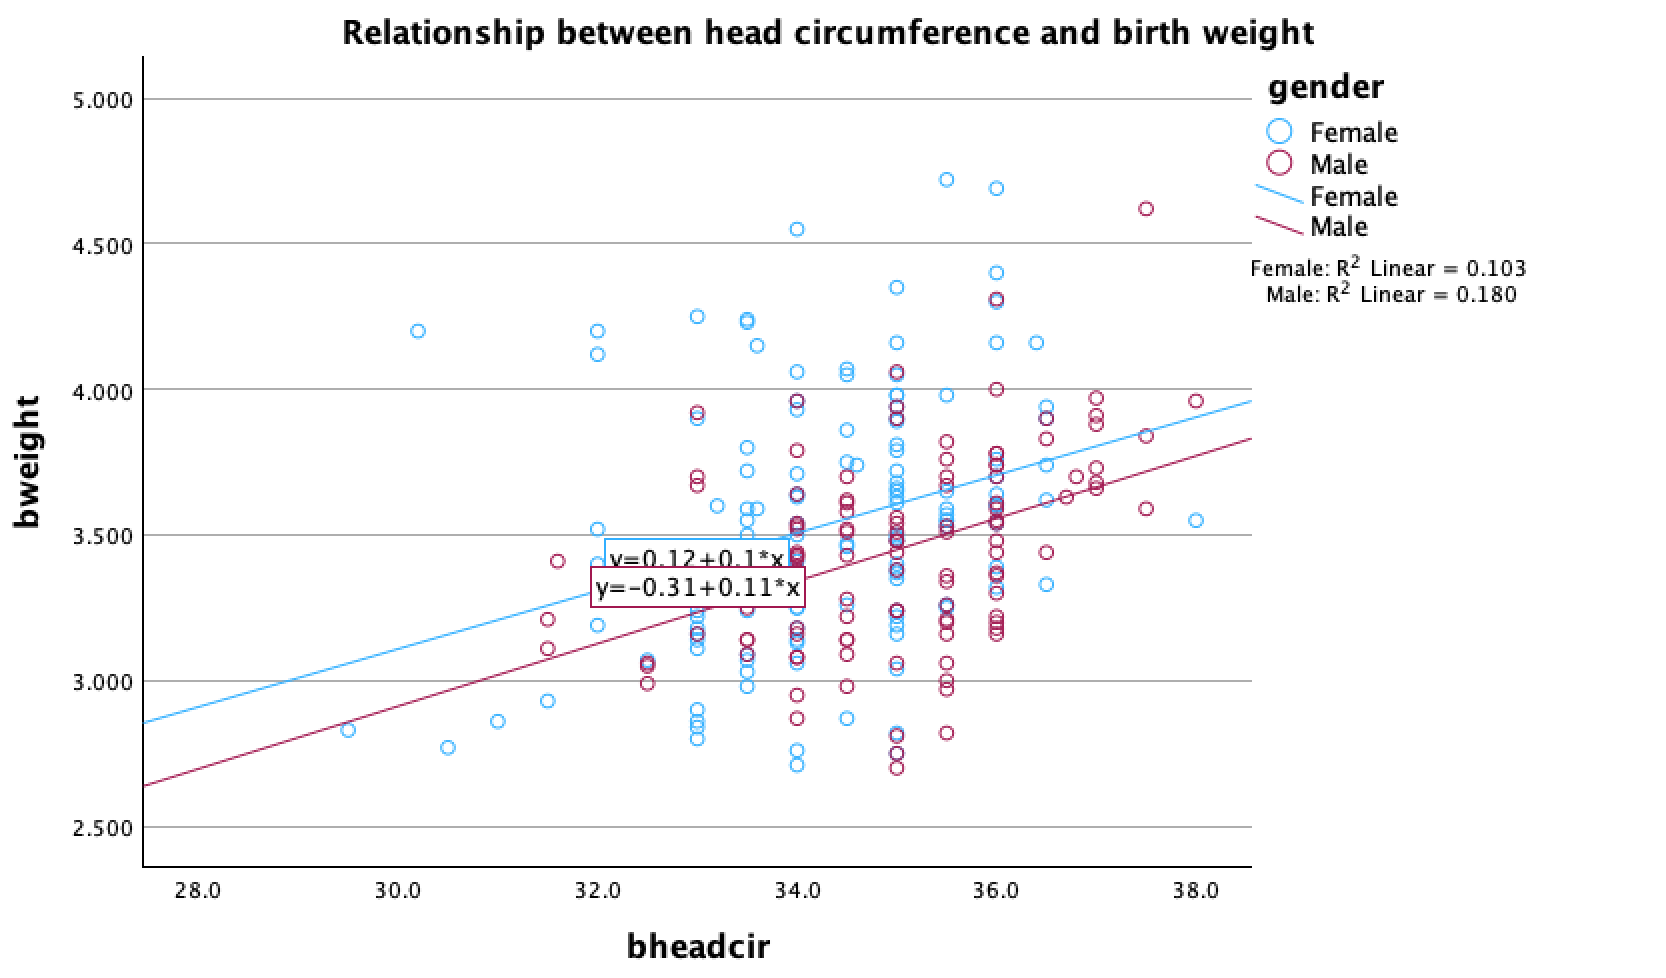 Relationship between head circumference and birth weight
gender
Female
Male
Female
Male
Female: R2 Linear = 0.103
Male: R2 Linear = 0.180
bweight
5.000
4.500
4.000
3.500
3.000
2.500
y=0.12+0.1*x
y=-0.31+0.11*x
28.0 30.0 32.0 34.0 36.0 38.0
bheadcir